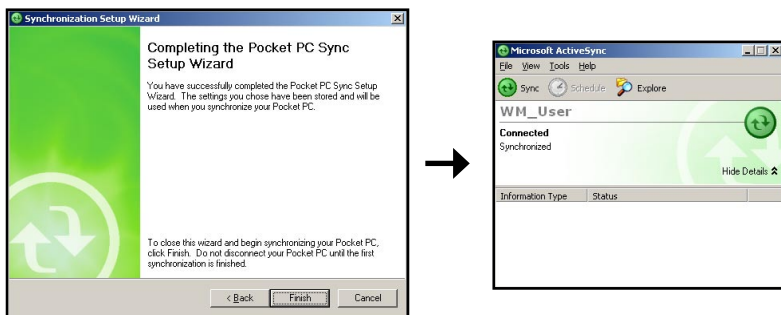 Synchronization Setup Wizard
Completing the Pocket PC Sync
Setup Wizard
You have successfully completed the Pocket PC Sync Setup
Wizard. The settings you chose have been stored and will be
used when you synchronize your Pocket PC.
To close this wizard and begin synchronizing your Pocket PC,
click Finish. Do not disconnect your Pocket PC until the first
synchronization is finished.
< Back Finish Cancel
Microsoft ActiveSync
File View Tools Help
Sync Schedule Explore
WM_User
Connected
Synchronized
Hide Details
Information Type Status